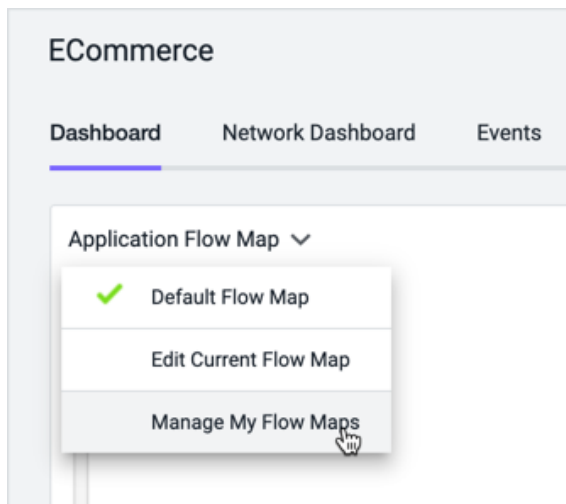 ECommerce
Dashboard Network Dashboard Events
Application Flow Map
Default Flow Map
Edit Current Flow Map
Manage My Flow Maps